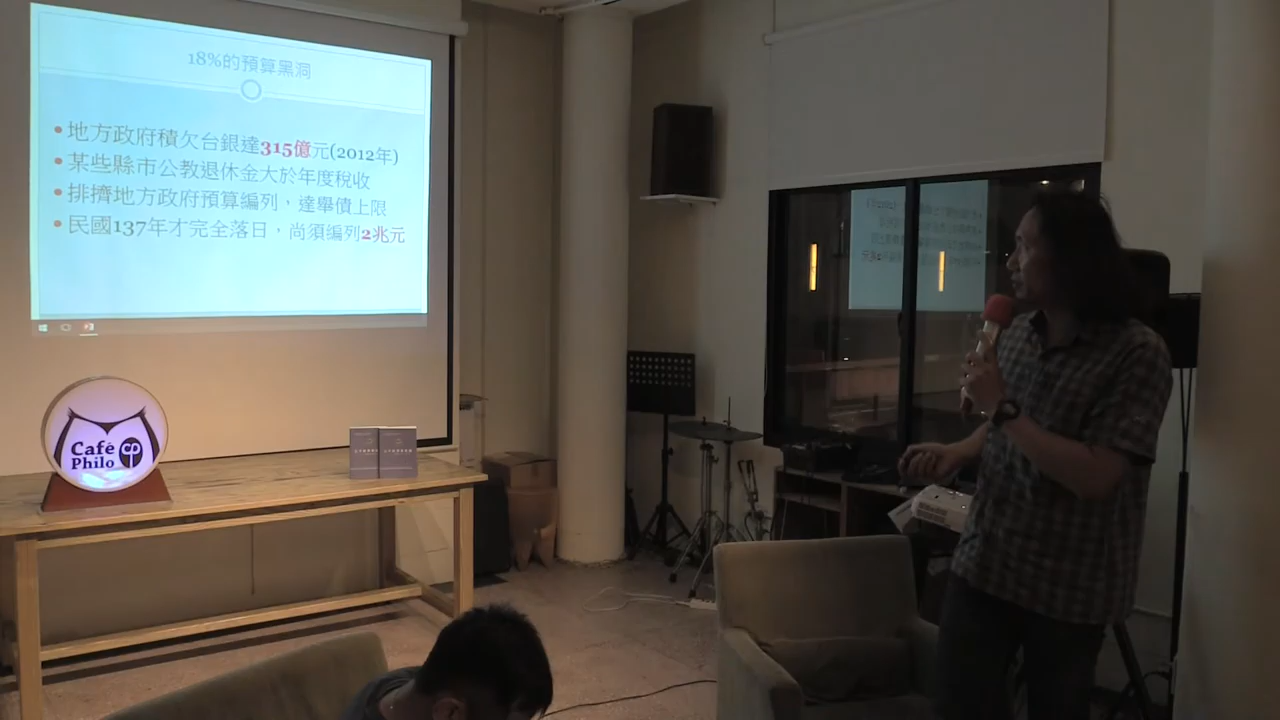 18%的預算黑洞
地方政府積欠台銀達315億元(2012年)
某些縣市公教退休金大於年度稅收
排擠地方政府預算編列，達舉債上限
民國137年才完全落日，尚須編列2兆元
Café
Philo